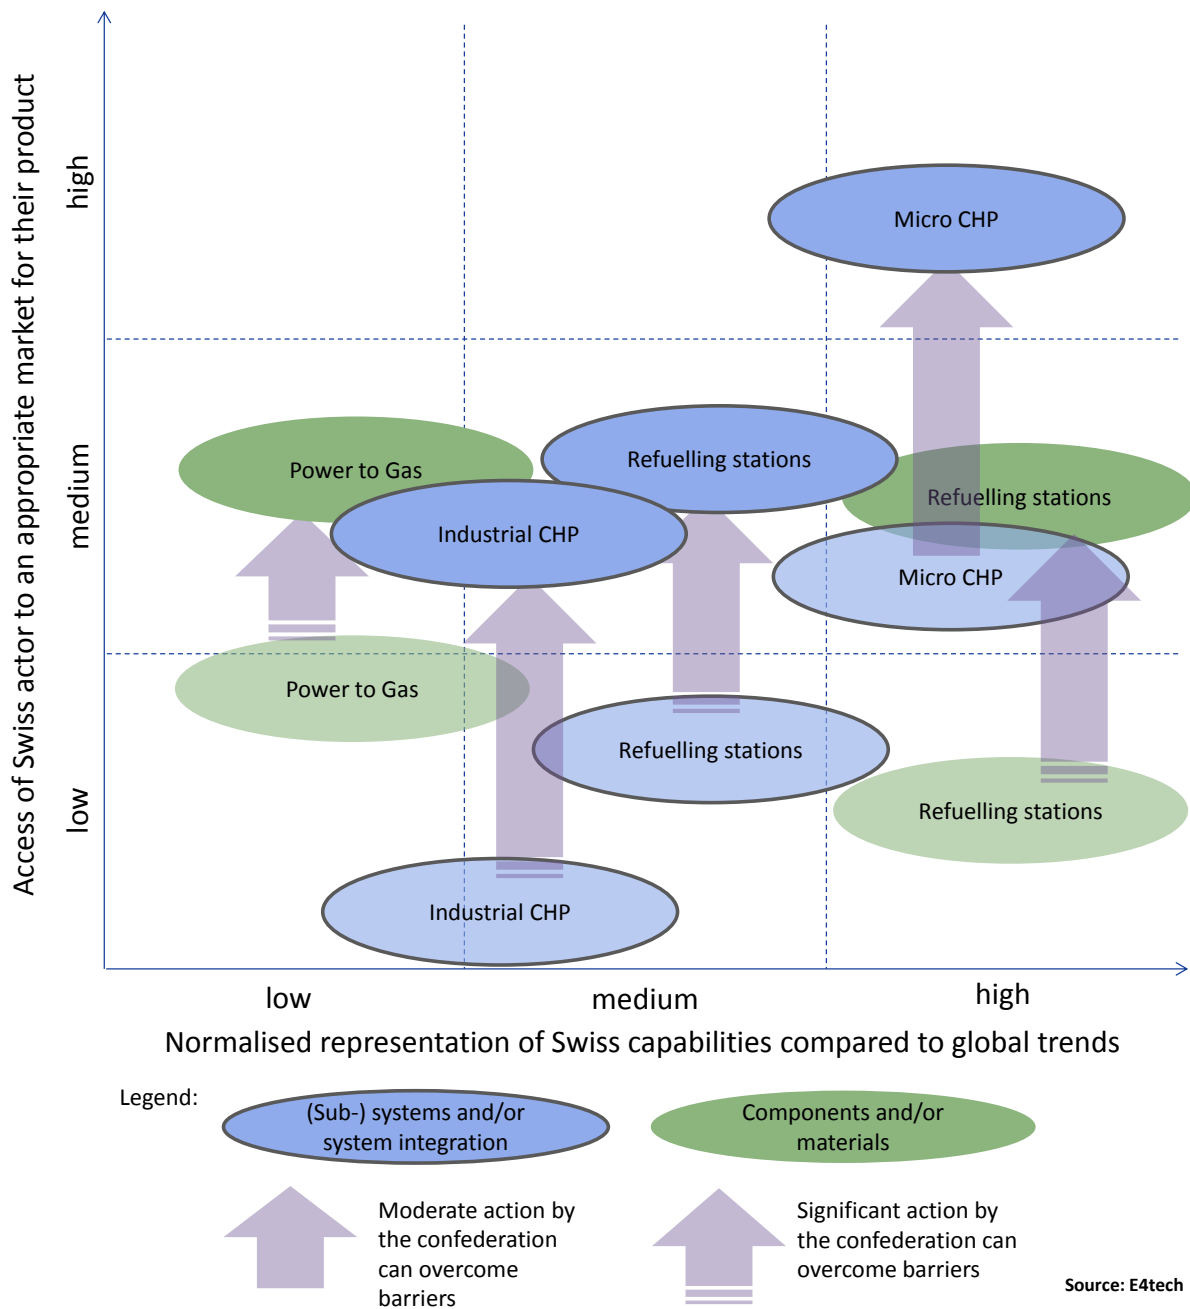 Access of Swiss actor to an appropriate market for their product
high
medium
low
Micro CHP
Power to Gas
Refuelling stations
Refuelling stations
Industrial CHP
Micro CHP
Power to Gas
Refuelling stations
Refuelling stations
Industrial CHP
low
medium
high
Normalised representation of Swiss capabilities compared to global trends
Legend:
(Sub-) systems and/or
system integration
Components and/or
materials
Moderate action by
the confederation
can overcome
barriers
Significant action by
the confederation can
overcome barriers
Source: E4tech